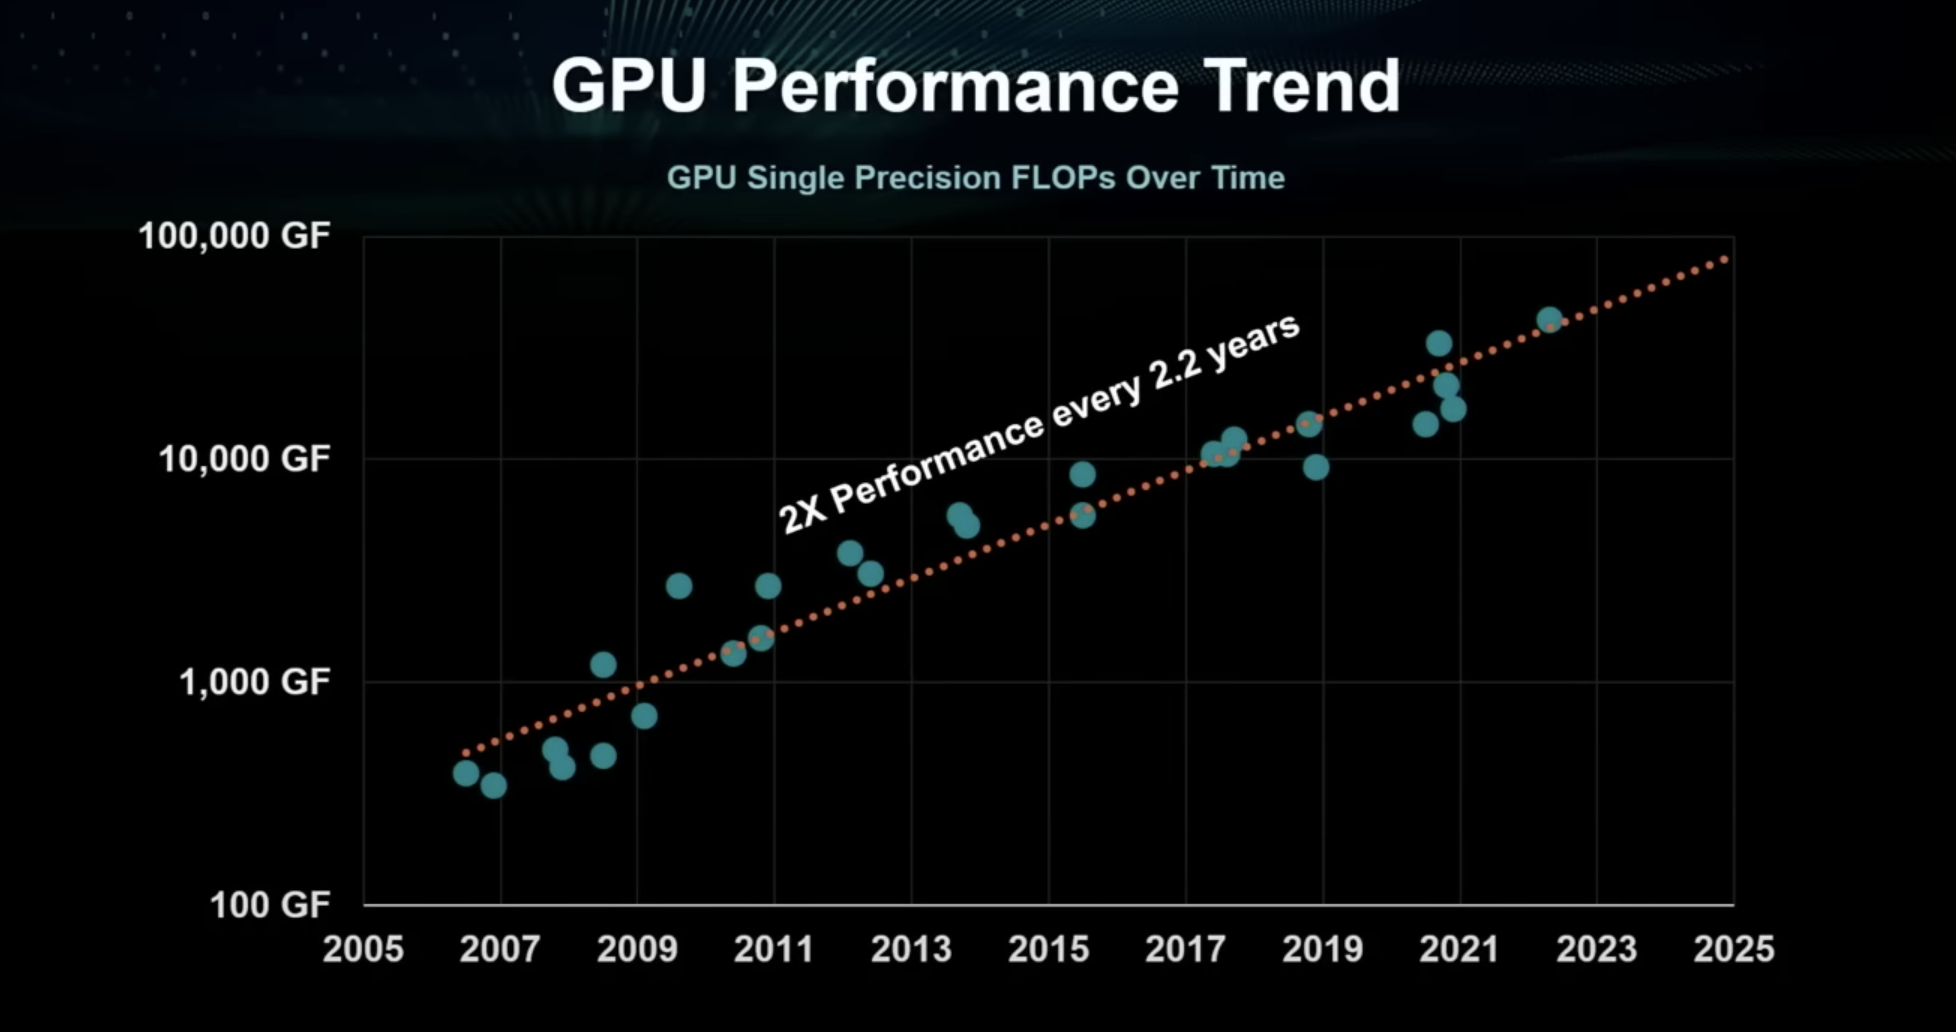 GPU Performance Trend
GPU Single Precision FLOPs Over Time
100,000 GF
10,000 GF
1,000 GF
100 GF
2X Performance every 2.2 years
2005 2007 2009 2011 2013 2015 2017 2019 2021 2023 2025